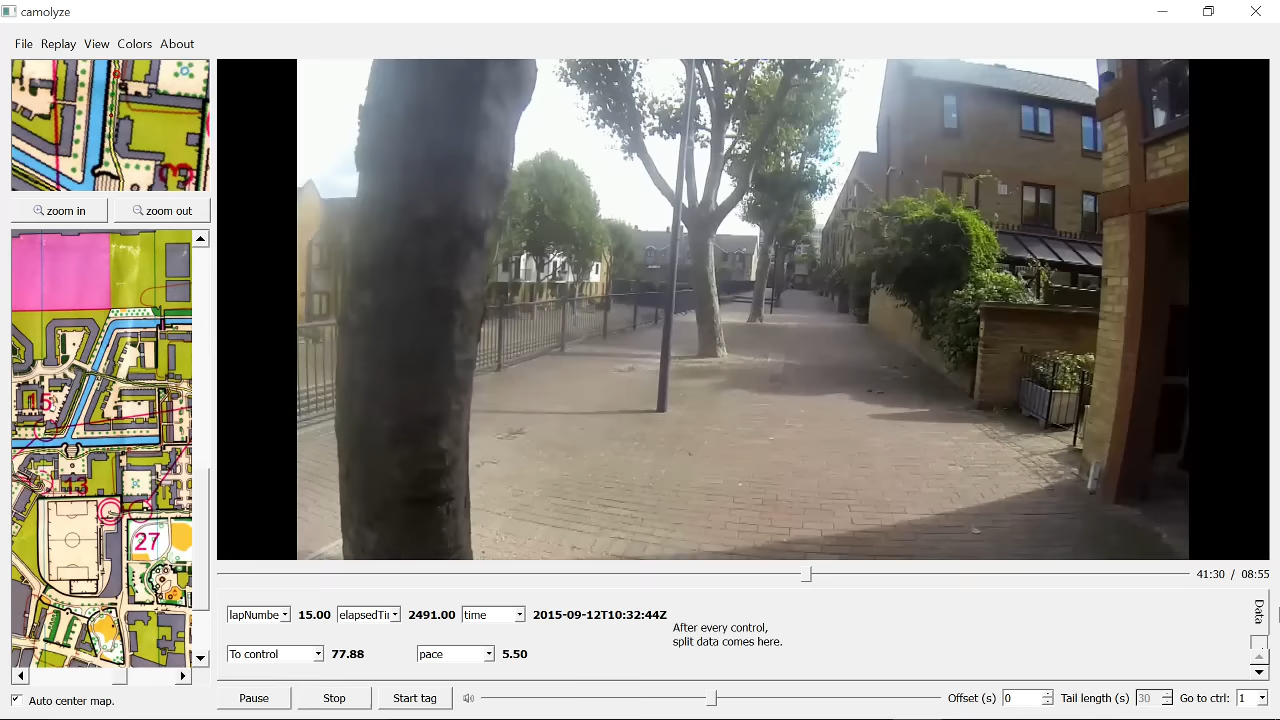 camolyze
File Replay View Colors About
zoom in zoom out
15
13
27
41:30 / 08:55
lapNumbe 15.00 elapsedTi 2491.00 time 2015-09-12T10:32:44Z
After every control,
split data comes here.
To control 77.88 pace 5.50
Data
Auto center map.
Pause Stop Start tag Offset (s) 0 Tail length (s) 30 Go to ctrl: 1